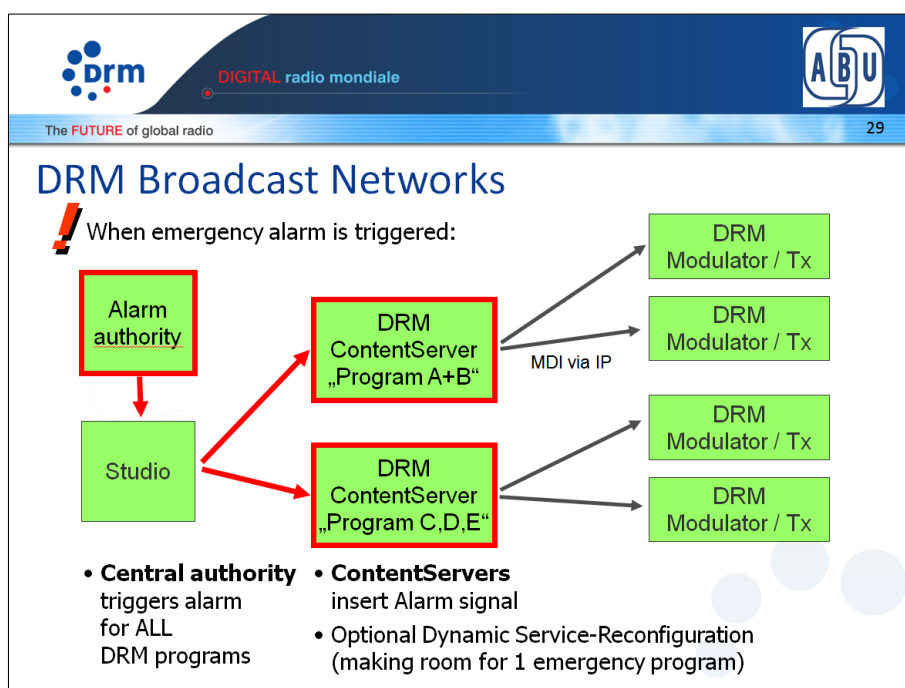 Drm
DIGITAL radio mondiale
ABU
The FUTURE of global radio
29
DRM Broadcast Networks
! When emergency alarm is triggered:
Alarm
authority
Studio
DRM
ContentServer
„Program A+B“
DRM
ContentServer
„Program C,D,E“
MDI via IP
DRM
Modulator / Tx
DRM
Modulator / Tx
DRM
Modulator / Tx
DRM
Modulator / Tx
• Central authority
triggers alarm
for ALL
DRM programs
• ContentServers
insert Alarm signal
• Optional Dynamic Service-Reconfiguration
(making room for 1 emergency program)